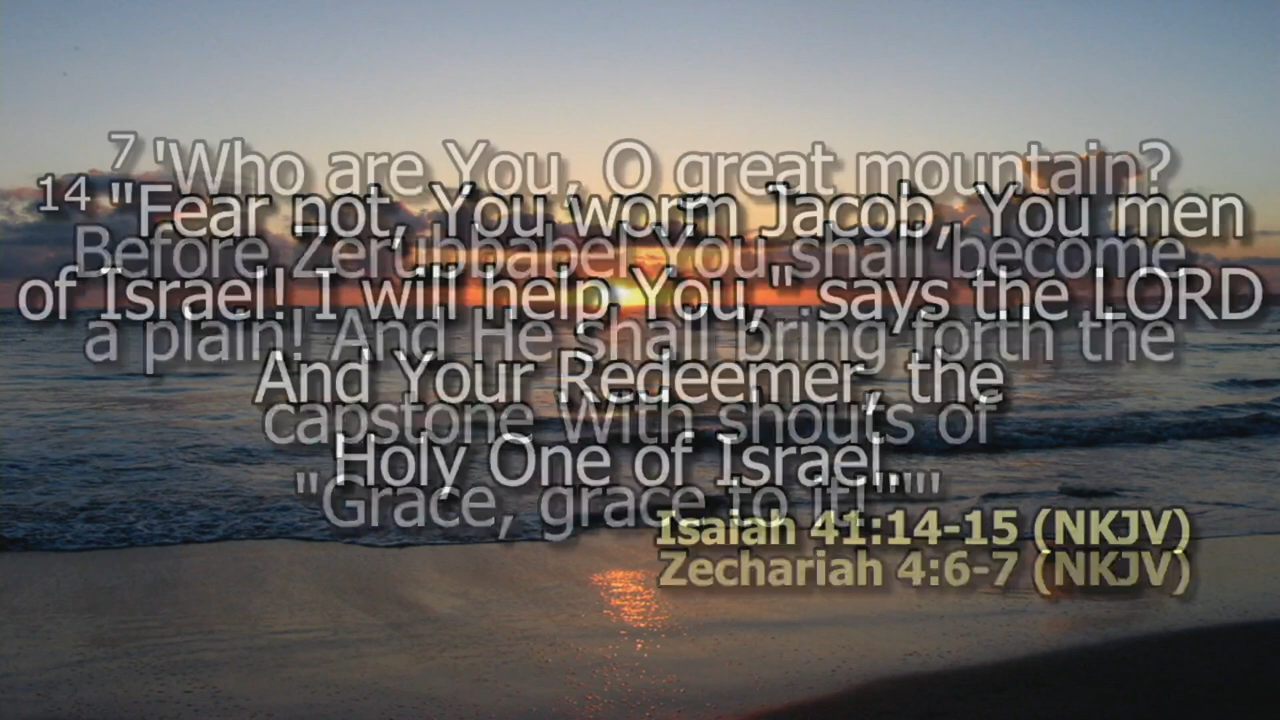 7 'Who are You, O great mountain?
Before Zerubbabel You shall become
a plain! And He shall bring forth the
capstone with shouts of
"Grace, grace to it!"'"
14 "Fear not, You worm Jacob, You men
of Israel! I will help You," says the LORD
And Your Redeemer, the
Holy One of Israel.
Isaiah 41:14-15 (NKJV)
Zechariah 4:6-7 (NKJV)